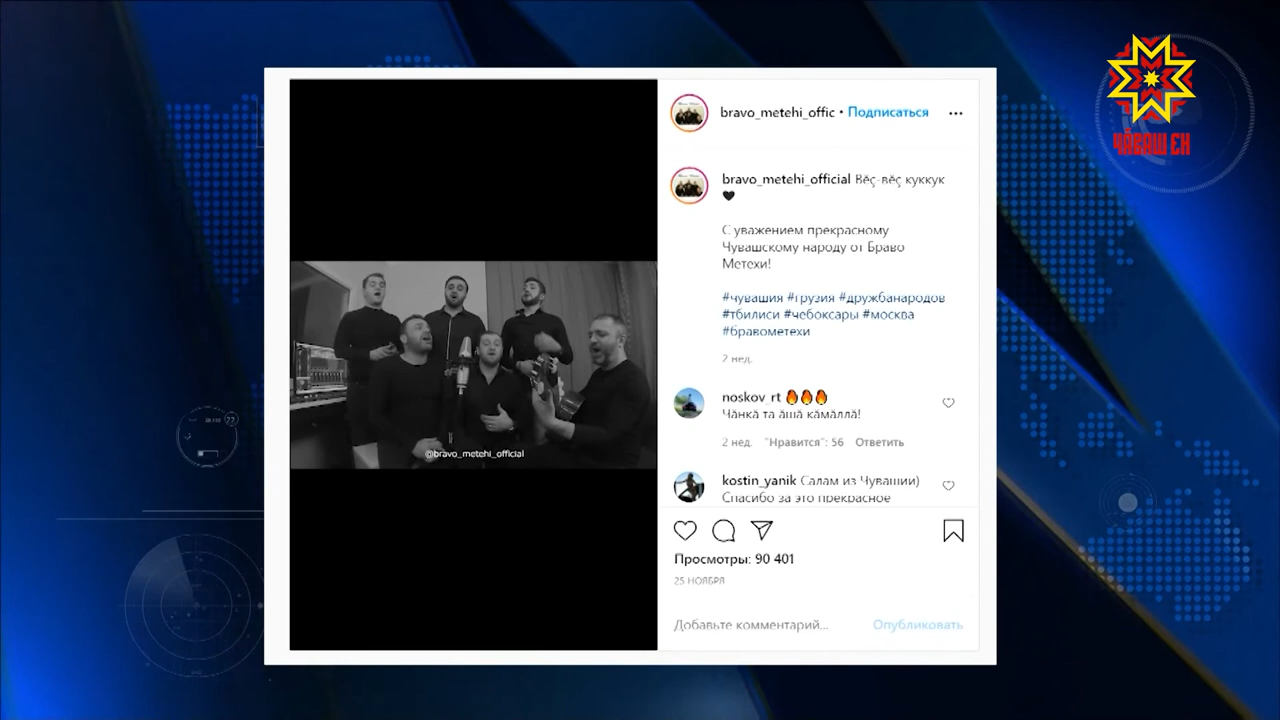 ЧӐВАШ ЕН
bravo_metehi_offic • Подписаться
bravo_metehi_official Вӗҫ-вӗҫ куккук
🖤
С уважением прекрасному
Чувашскому народу от Браво
Метехи!
#чувашия #грузия #дружбанародов
#тбилиси #чебоксары #москва
#бравометехи
2 нед.
noskov_rt 🔥🔥🔥
Чӑнкӑ та ӑшӑ кӑмӑллӑ!
2 нед. "Нравится": 56 Ответить
kostin_yanik Салам из Чувашии)
Спасибо за это прекрасное
@bravo_metehi_official
Просмотры: 90 401
25 НОЯБРЯ
Добавьте комментарий... Опубликовать